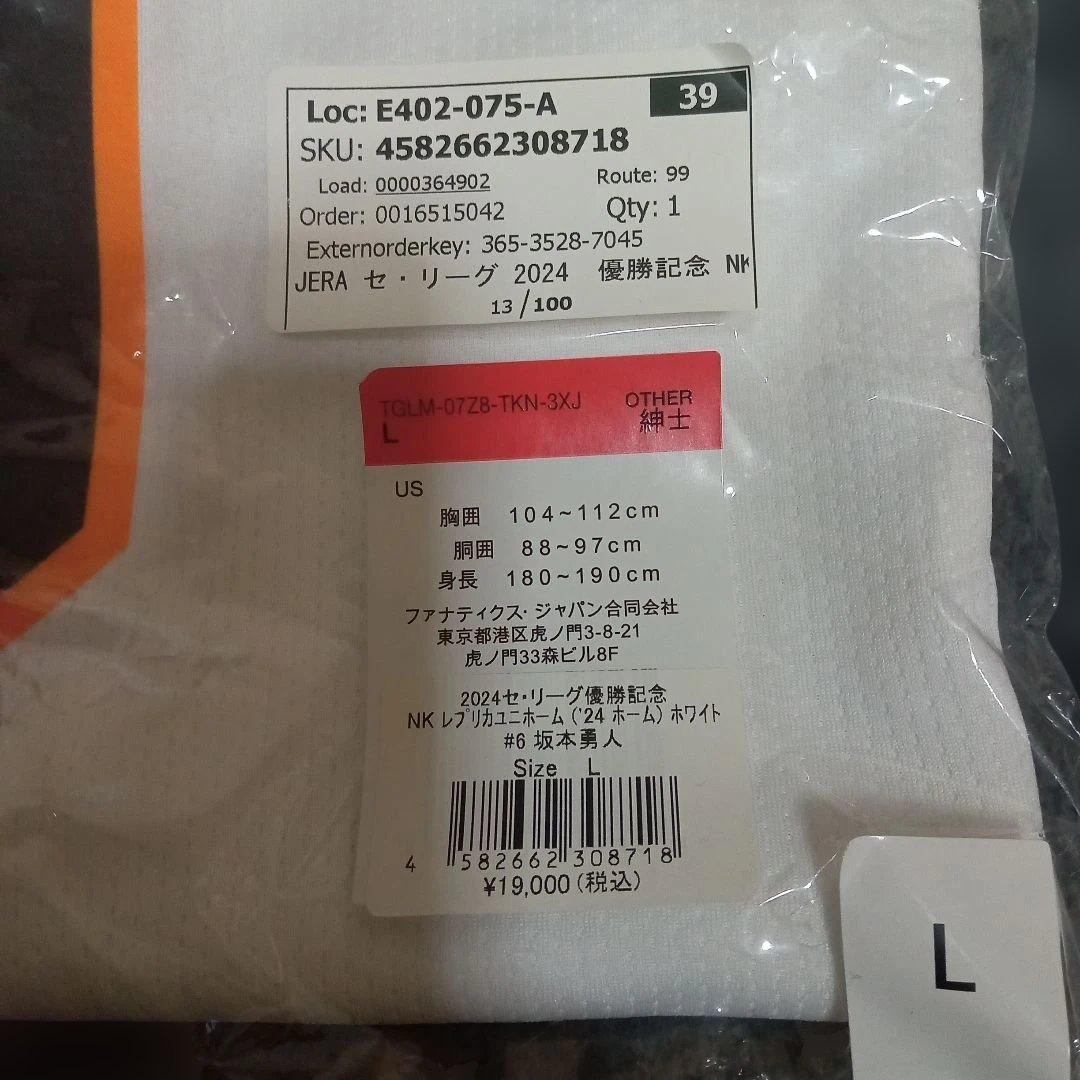 Loc: E402-075-A 39
SKU: 4582662308718
Load: 0000364902 Route: 99
Order: 0016515042 Qty: 1
Externorderkey: 365-3528-7045
JERA セ・リーグ 2024 優勝記念 NK
13/100
TGLM-07Z8-TKN-3XJ OTHER
L 紳士
US
胸囲 104~112cm
胴囲 88~97cm
身長 180~190cm
ファナティクス・ジャパン合同会社
東京都港区虎ノ門3-8-21
虎ノ門33森ビル8F
2024セ・リーグ優勝記念
NK レプリカユニホーム ('24 ホーム) ホワイト
#6 坂本勇人
Size L
4 582662 308718
¥19,000(税込)
L